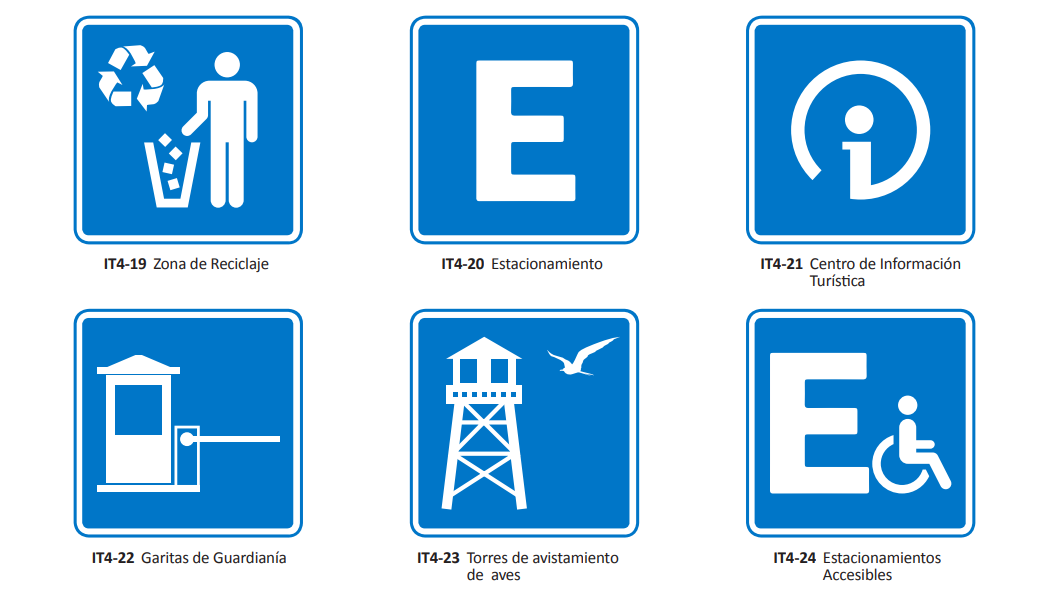 E
i
IT4-19 Zona de Reciclaje
IT4-20 Estacionamiento
IT4-21 Centro de Información
Turística
E
IT4-22 Garitas de Guardianía
IT4-23 Torres de avistamiento
de aves
IT4-24 Estacionamientos
Accesibles